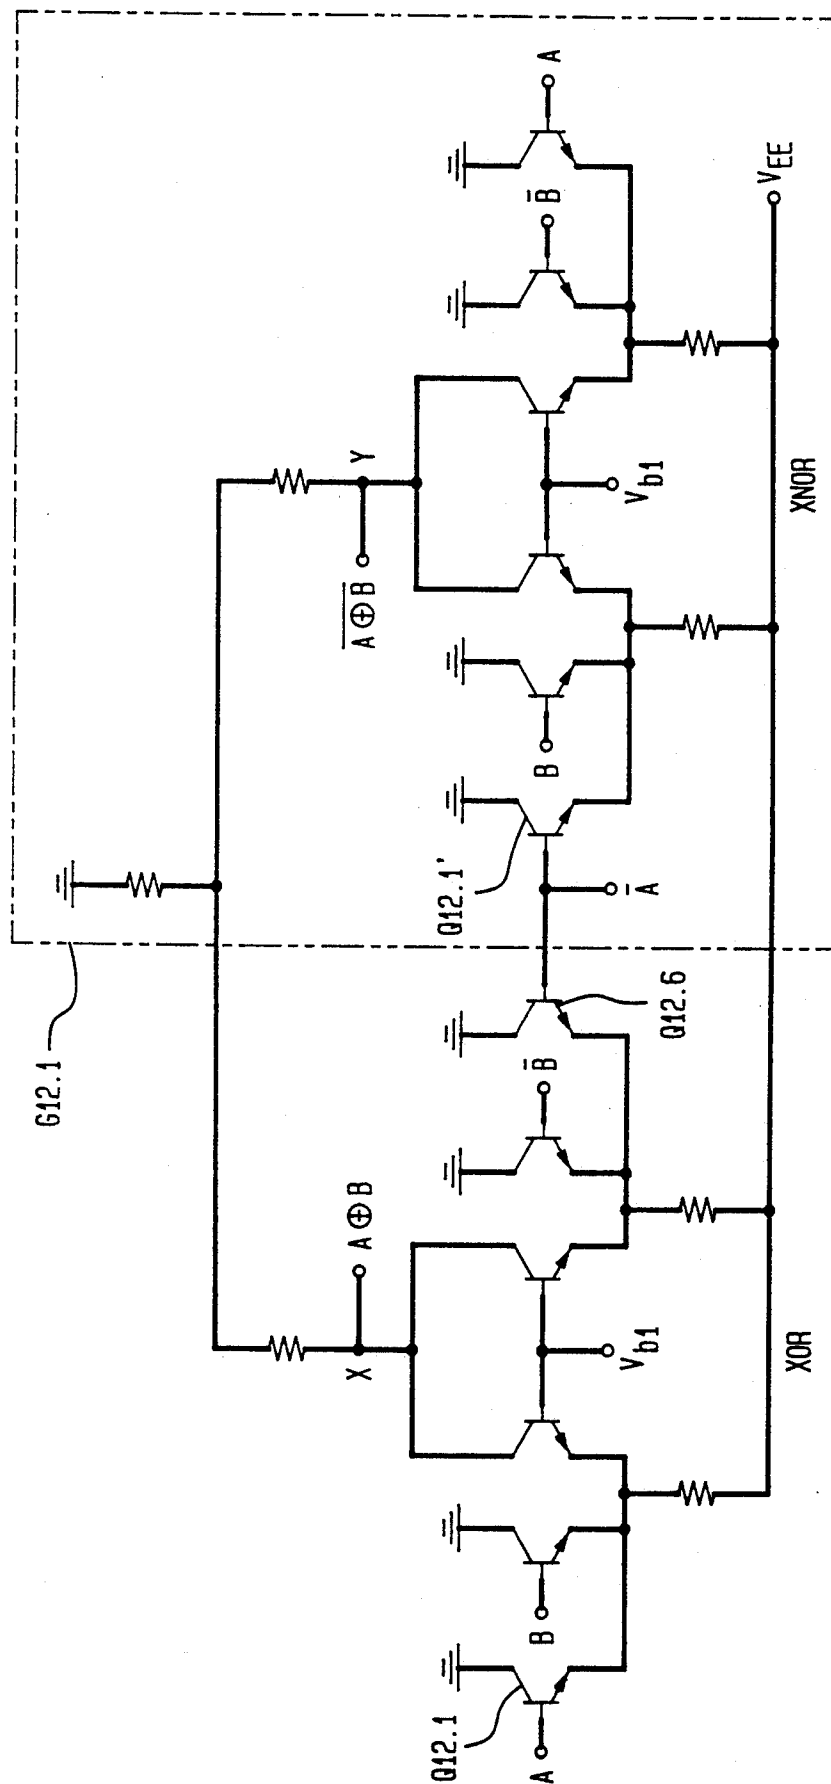 G12.1
X
A ⊕ B
Y
A̅ ̅⊕̅ ̅B̅
Q12.1
A
B
V_b1
B̅
Q12.6
A̅
Q12.1'
B
V_b1
B̅
A
XOR
XNOR
V_EE